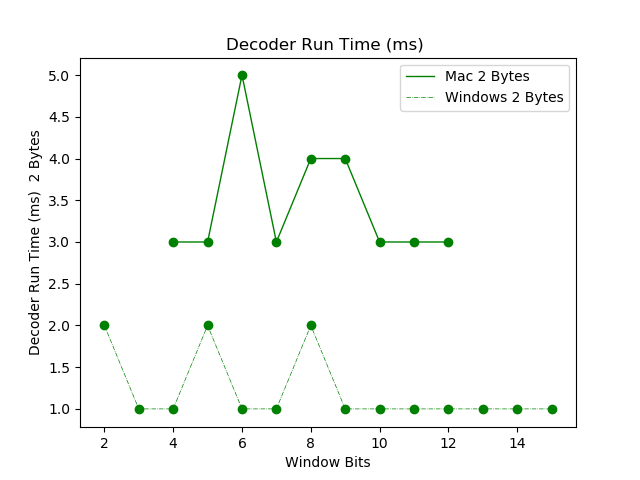 Decoder Run Time (ms)
Mac 2 Bytes
Windows 2 Bytes
Decoder Run Time (ms)  2 Bytes
5.0
4.5
4.0
3.5
3.0
2.5
2.0
1.5
1.0
2 4 6 8 10 12 14
Window Bits